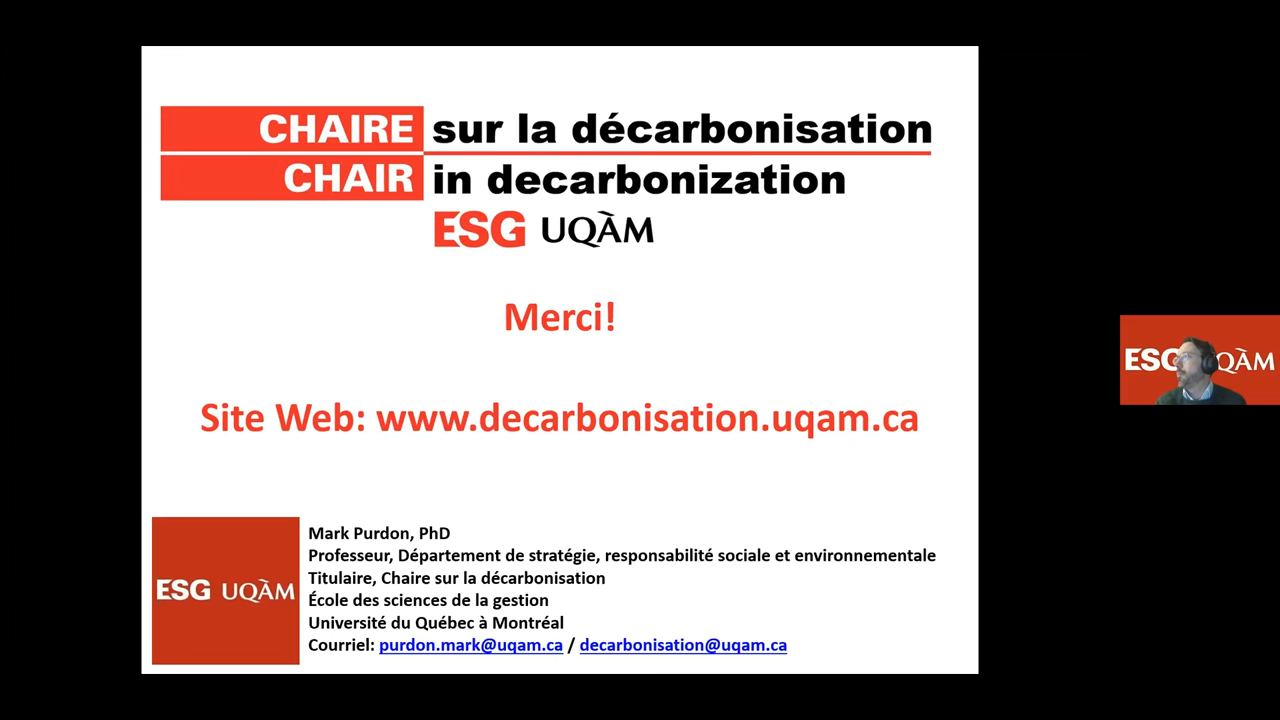 CHAIRE sur la décarbonisation
CHAIR in decarbonization
ESG UQÀM
Merci!
Site Web: www.decarbonisation.uqam.ca
ESG UQÀM
Mark Purdon, PhD
Professeur, Département de stratégie, responsabilité sociale et environnementale
Titulaire, Chaire sur la décarbonisation
École des sciences de la gestion
Université du Québec à Montréal
Courriel: purdon.mark@uqam.ca / decarbonisation@uqam.ca
ESG QÀM